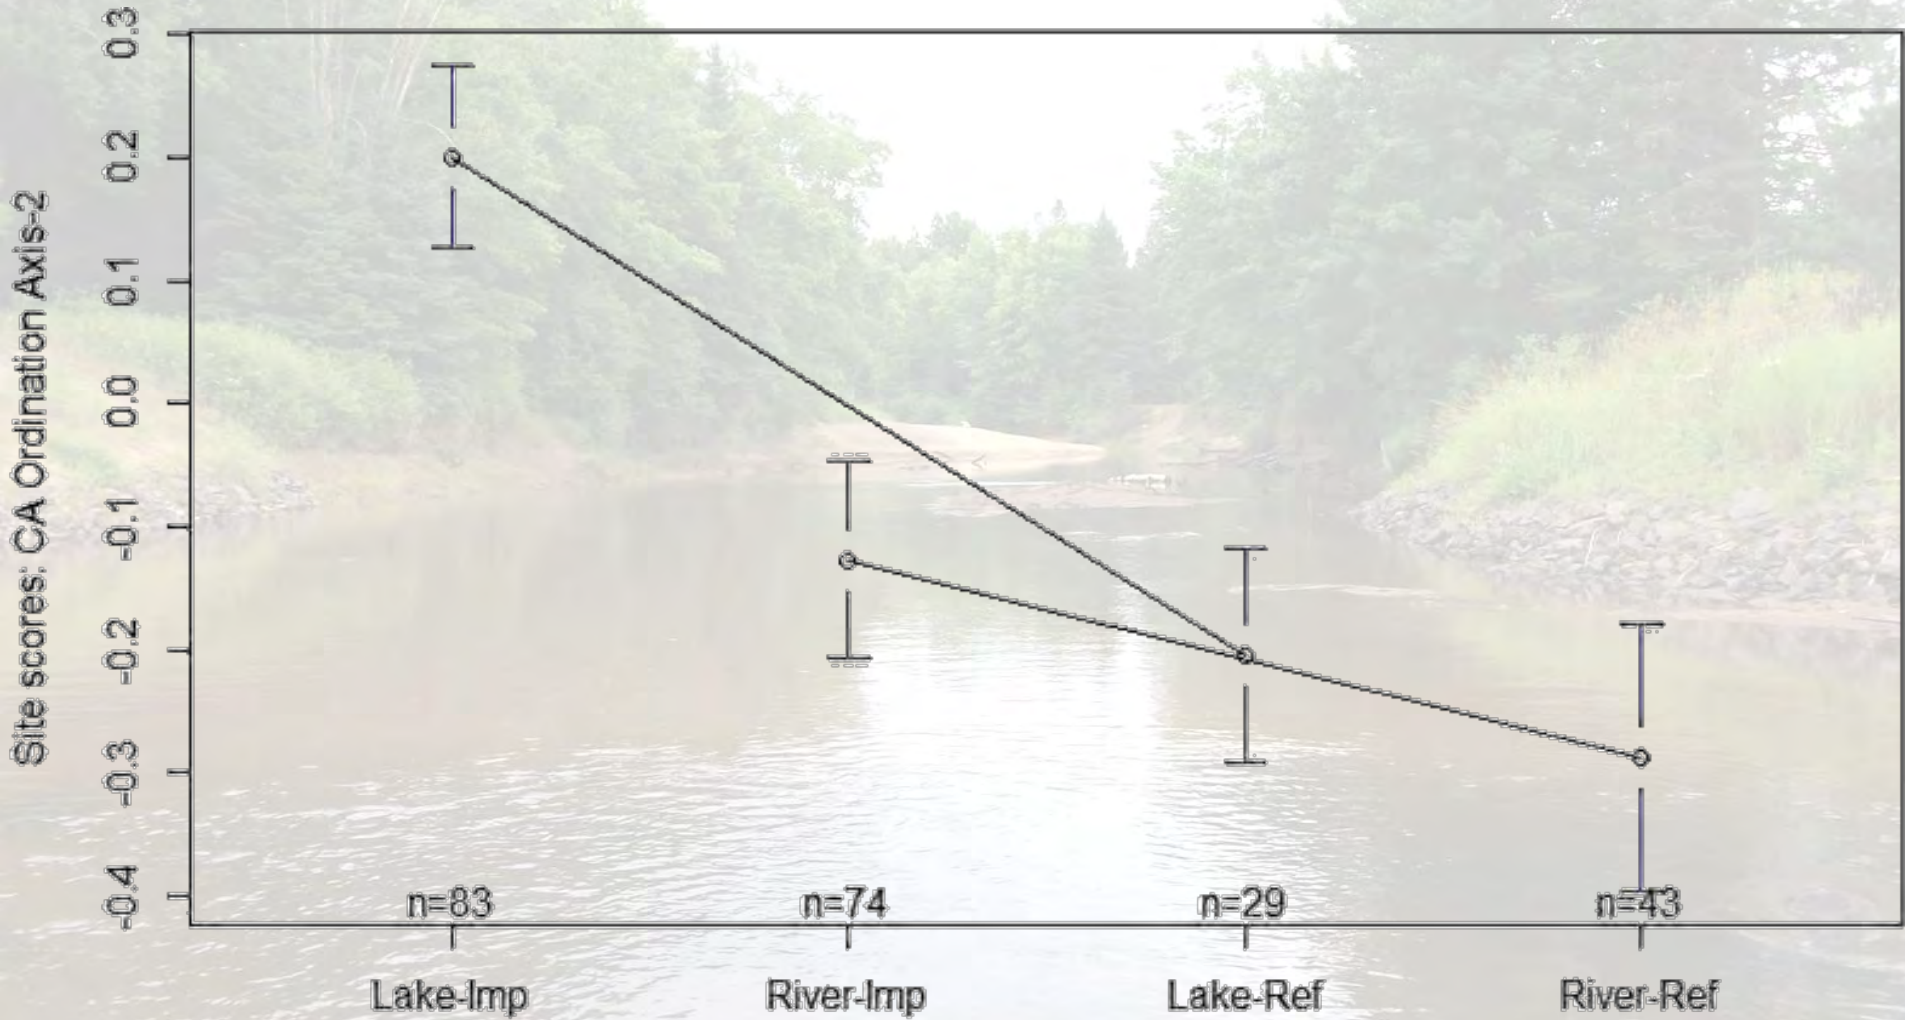 Site scores: CA Ordination Axis-2
0.3
0.2
0.1
0.0
-0.1
-0.2
-0.3
-0.4
n=83 n=74 n=29 n=43
Lake-Imp River-Imp Lake-Ref River-Ref